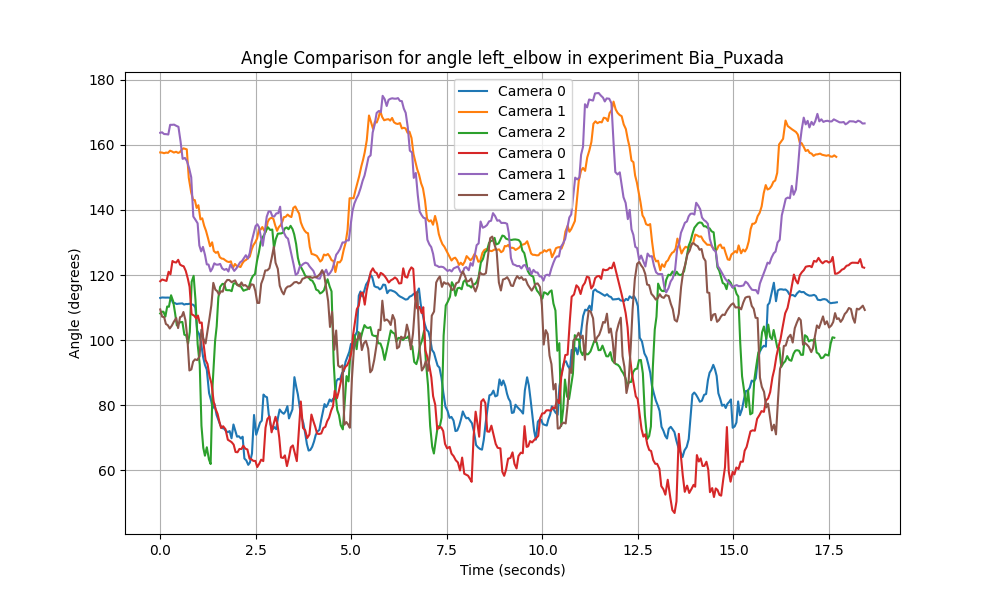 Angle Comparison for angle left_elbow in experiment Bia_Puxada
Camera 0
Camera 1
Camera 2
Camera 0
Camera 1
Camera 2
Angle (degrees)
180
160
140
120
100
80
60
0.0 2.5 5.0 7.5 10.0 12.5 15.0 17.5
Time (seconds)